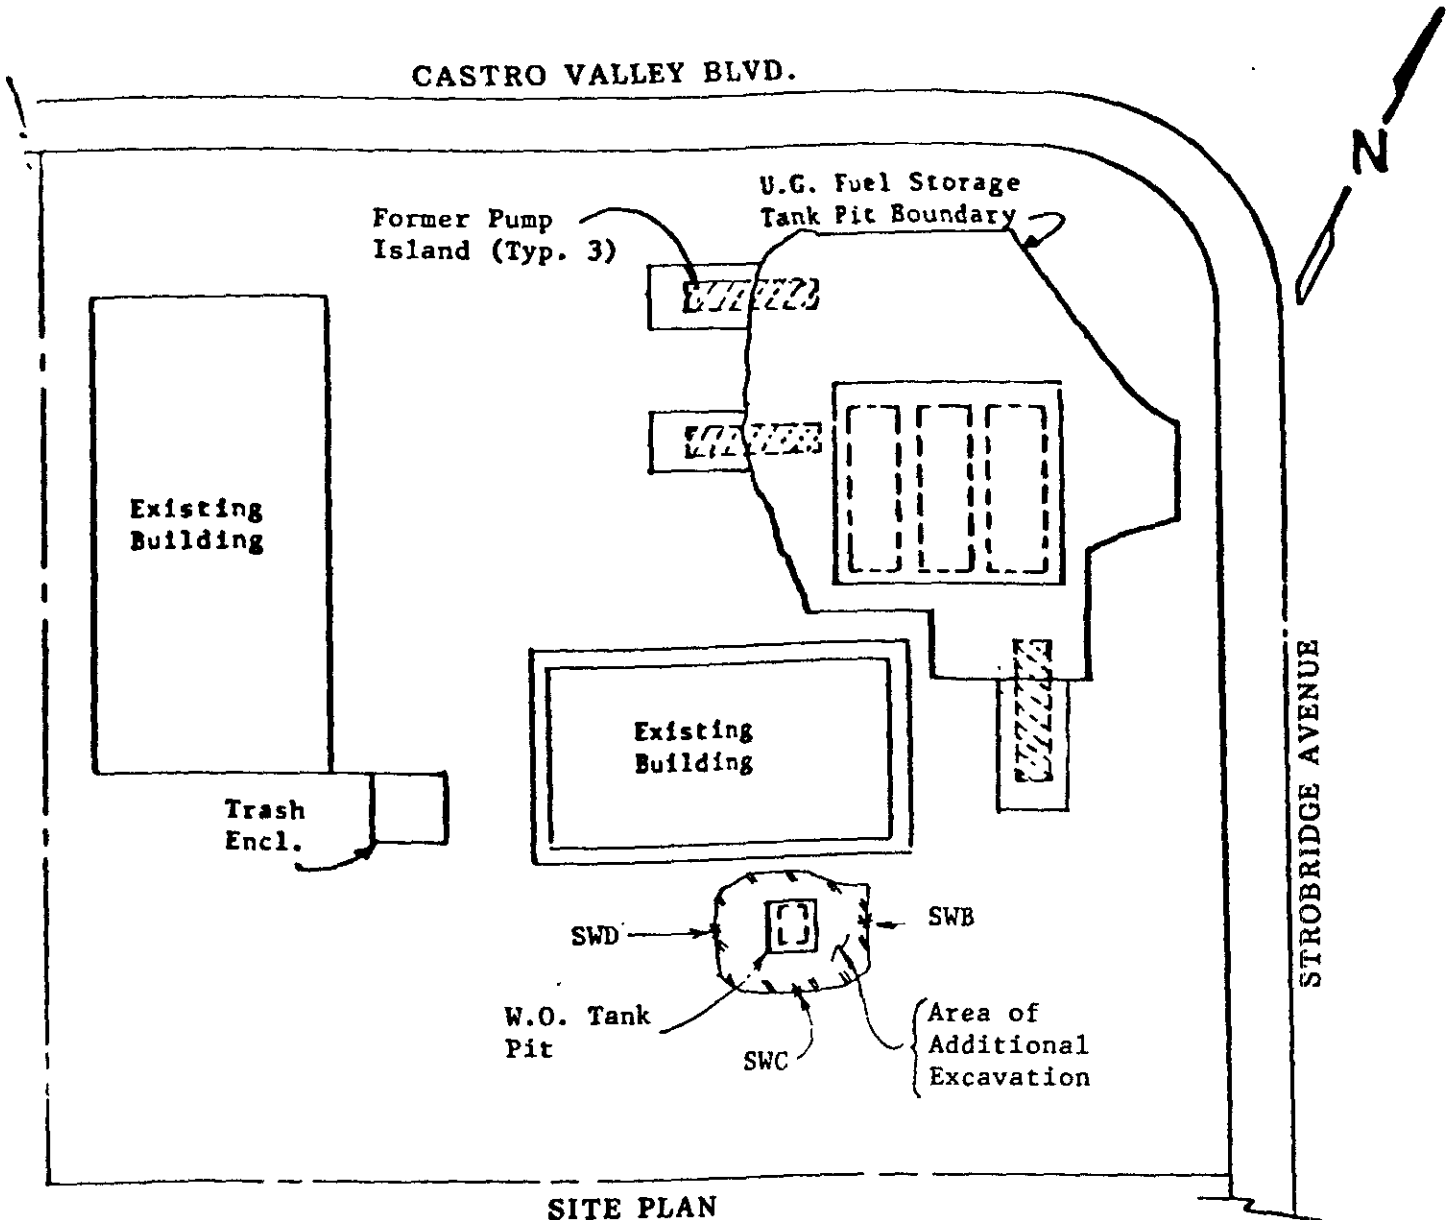 CASTRO VALLEY BLVD.
N
U.G. Fuel Storage
Tank Pit Boundary
Former Pump
Island (Typ. 3)
Existing
Building
Existing
Building
STROBRIDGE AVENUE
Trash
Encl.
SWD
SWB
W.O. Tank
Pit
SWC
Area of
Additional
Excavation
SITE PLAN